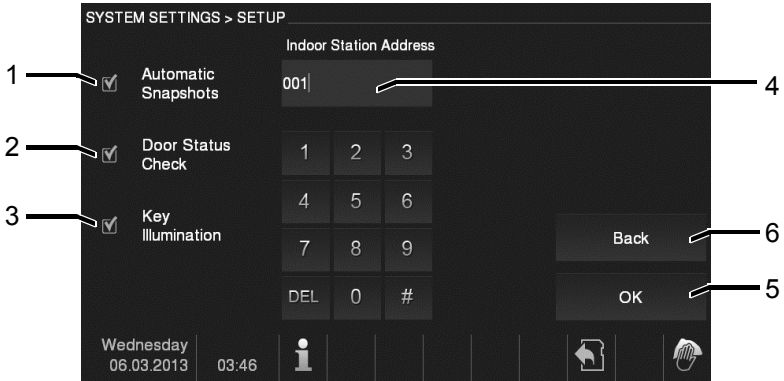 SYSTEM SETTINGS > SETUP
Indoor Station Address
1
Automatic
Snapshots
001
4
2
Door Status
Check
1 2 3
4 5 6
3
Key
Illumination
7 8 9
Back
6
DEL 0 #
OK
5
Wednesday
06.03.2013 03:46
i